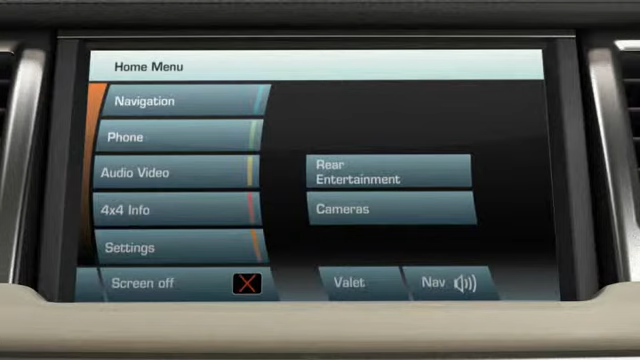 Home Menu
Navigation
Phone
Audio Video
4x4 Info
Settings
Rear
Entertainment
Cameras
Screen off
Valet
Nav